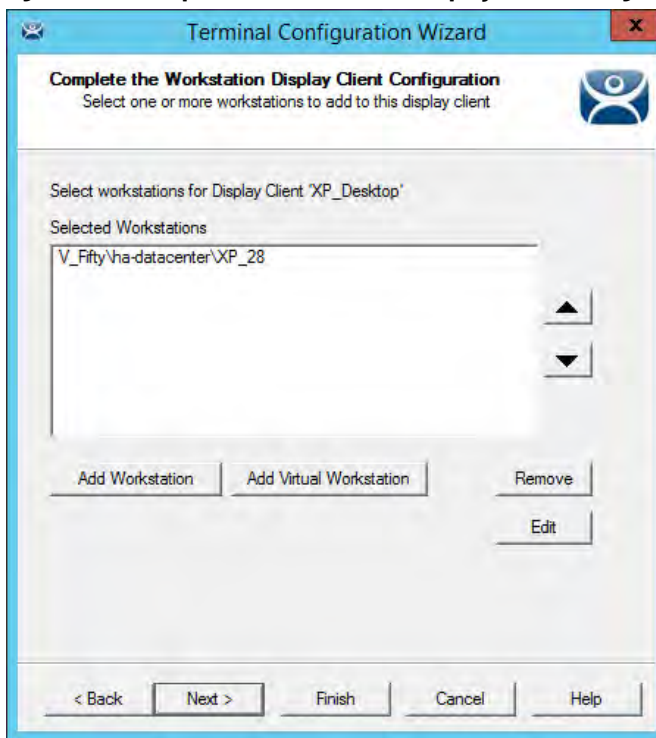 Terminal Configuration Wizard
x
Complete the Workstation Display Client Configuration
Select one or more workstations to add to this display client
Select workstations for Display Client 'XP_Desktop'
Selected Workstations
V_Fifty\ha-datacenter\XP_28
Add Workstation Add Virtual Workstation Remove
Edit
< Back Next > Finish Cancel Help